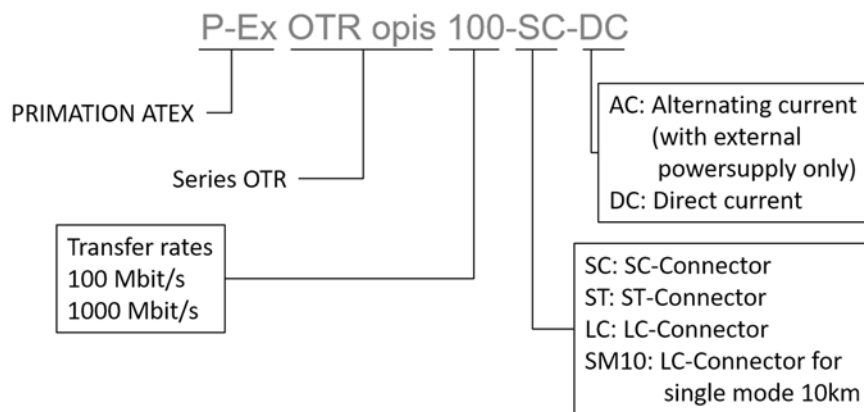 P-Ex OTR opis 100-SC-DC
PRIMATION ATEX
Series OTR
Transfer rates
100 Mbit/s
1000 Mbit/s
AC: Alternating current
(with external
powersupply only)
DC: Direct current
SC: SC-Connector
ST: ST-Connector
LC: LC-Connector
SM10: LC-Connector for
single mode 10km